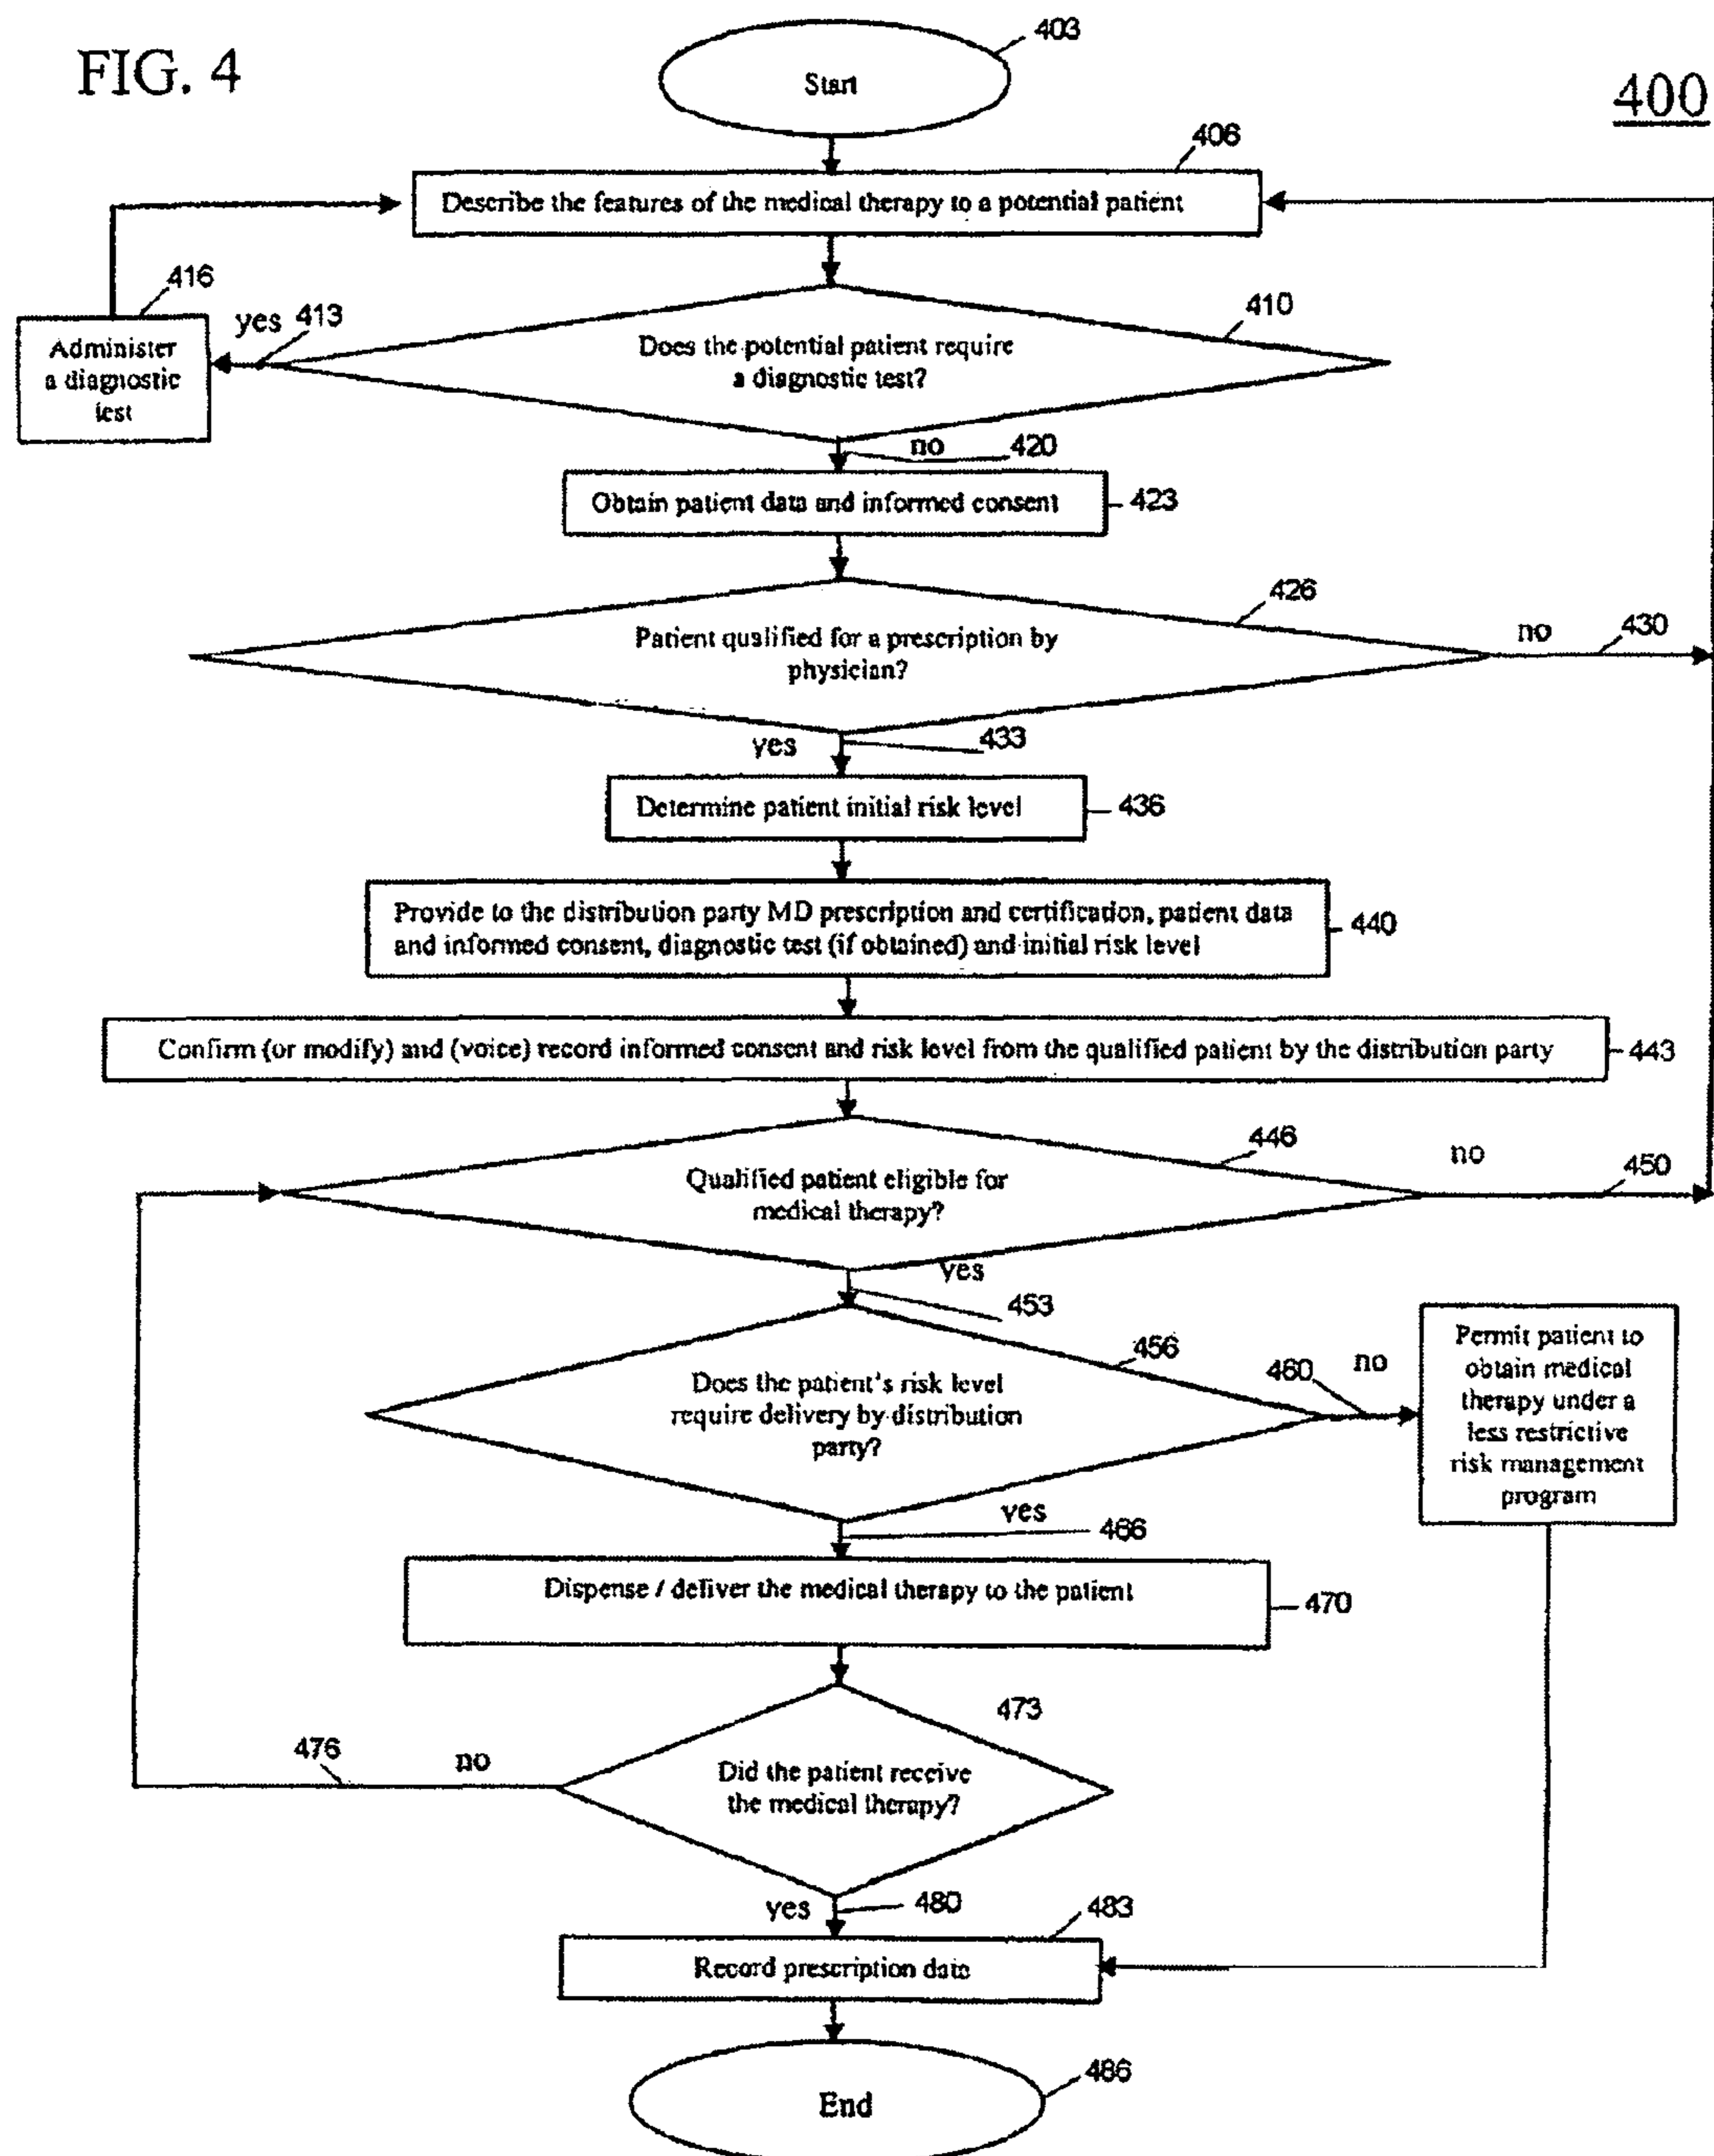 FIG. 4
400
403
Start
406
Describe the features of the medical therapy to a potential patient
416
yes 413
410
Administer
a diagnostic
test
Does the potential patient require
a diagnostic test?
no 420
Obtain patient data and informed consent
423
426
Patient qualified for a prescription by
physician?
no 430
yes 433
Determine patient initial risk level
436
Provide to the distribution party MD prescription and certification, patient data
and informed consent, diagnostic test (if obtained) and initial risk level
440
Confirm (or modify) and (voice) record informed consent and risk level from the qualified patient by the distribution party
443
446
Qualified patient eligible for
medical therapy?
no 450
yes
453
456
Does the patient's risk level
require delivery by distribution
party?
460 no
Permit patient to
obtain medical
therapy under a
less restrictive
risk management
program
yes
466
Dispense / deliver the medical therapy to the patient
470
473
476 no
Did the patient receive
the medical therapy?
yes 480
483
Record prescription data
486
End